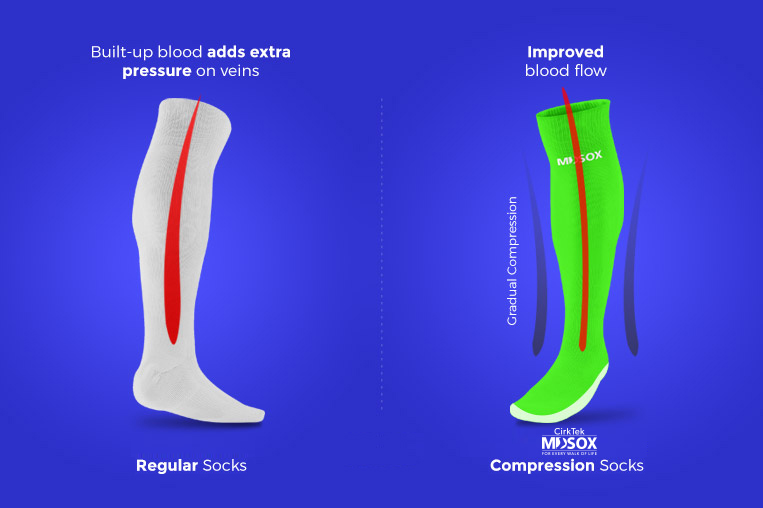 Built-up blood adds extra
pressure on veins
Improved
blood flow
MDSOX
Gradual Compression
CirkTek
MDSOX
FOR EVERY WALK OF LIFE
Regular Socks
Compression Socks